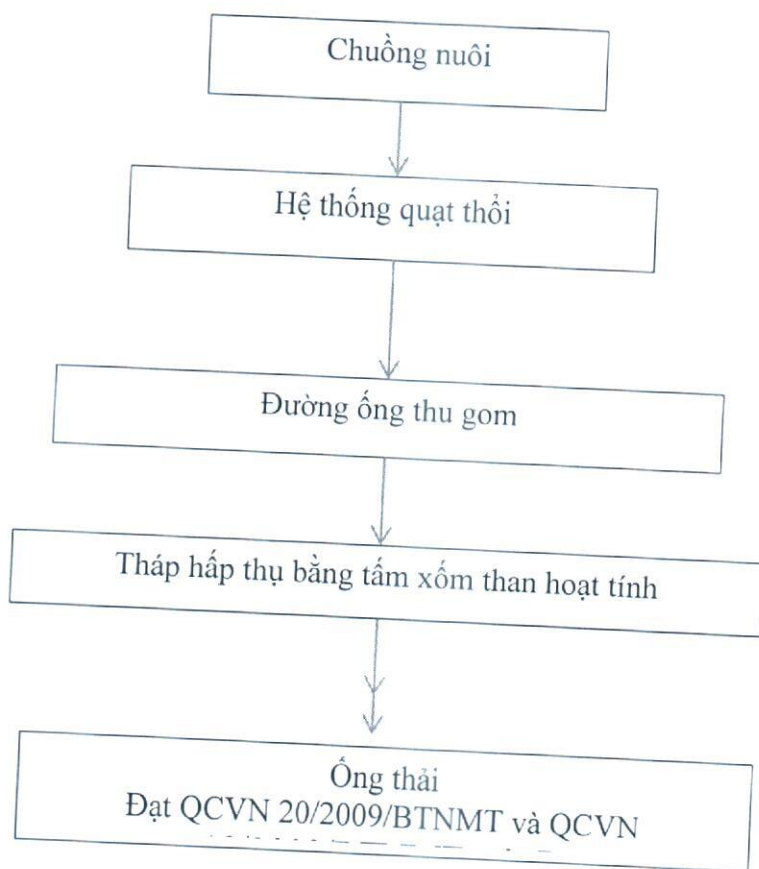 Chuồng nuôi
Hệ thống quạt thổi
Đường ống thu gom
Tháp hấp thụ bằng tấm xốm than hoạt tính
Ống thải
Đạt QCVN 20/2009/BTNMT và QCVN